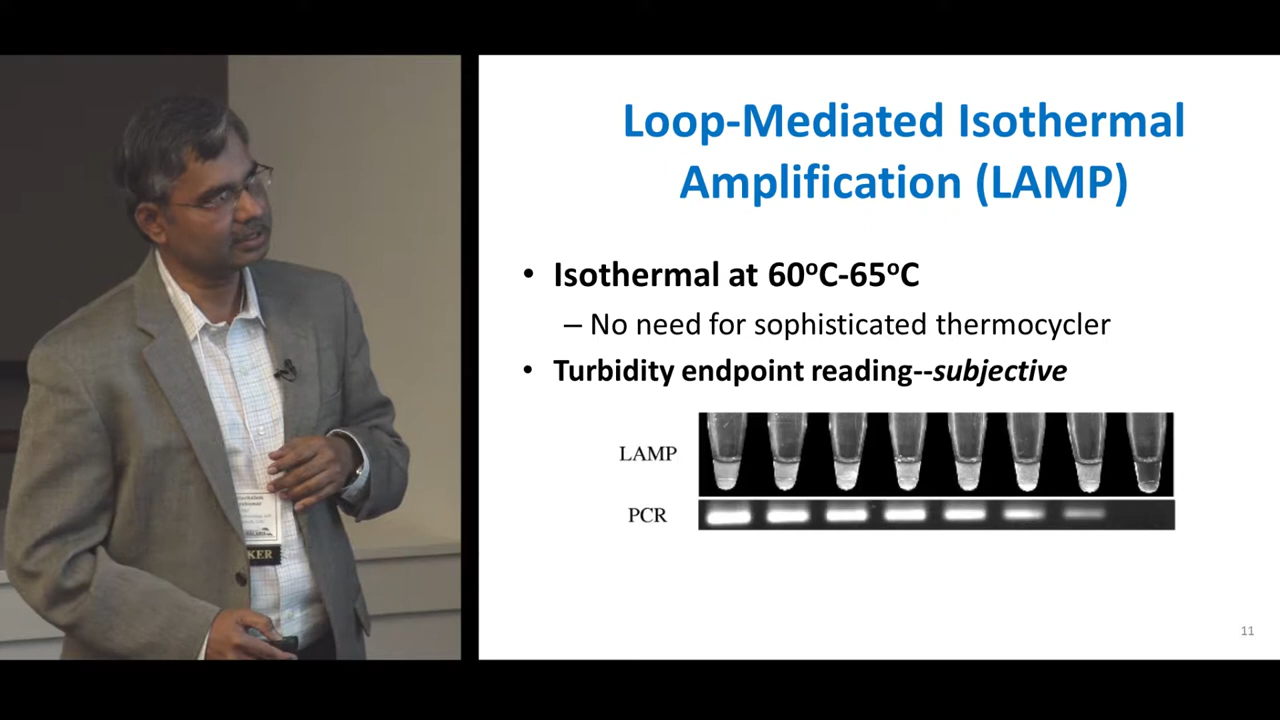 Loop-Mediated Isothermal
Amplification (LAMP)
• Isothermal at 60ºC-65ºC
– No need for sophisticated thermocycler
• Turbidity endpoint reading--subjective
LAMP
PCR
11
KER